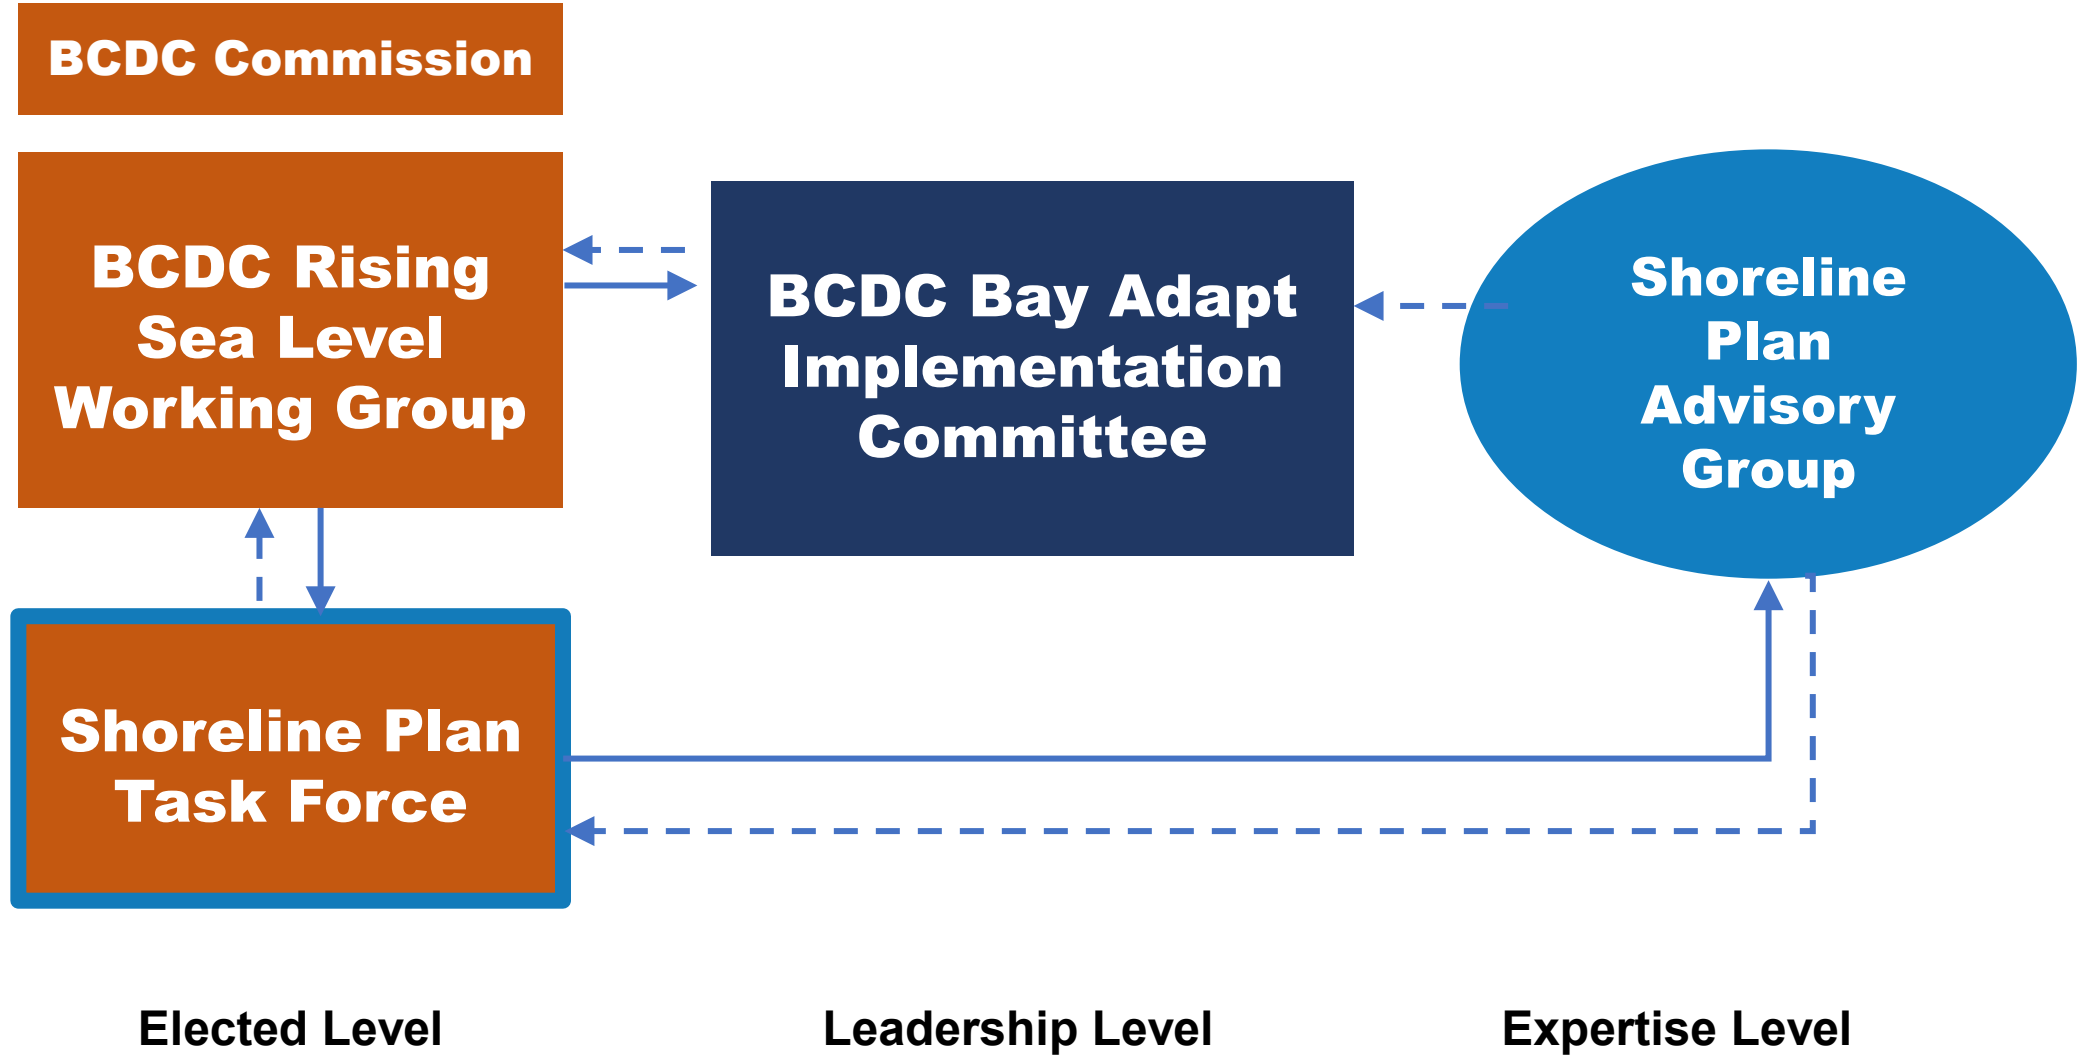 BCDC Commission
BCDC Rising
Sea Level
Working Group
BCDC Bay Adapt
Implementation
Committee
Shoreline
Plan
Advisory
Group
Shoreline Plan
Task Force
Elected Level
Leadership Level
Expertise Level